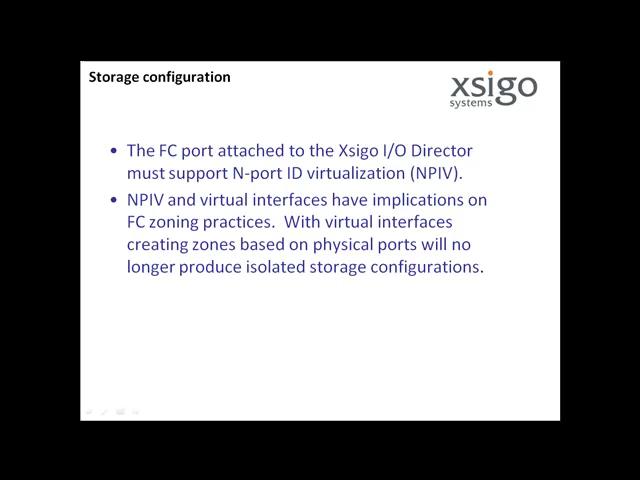 Storage configuration
xsigo
systems
• The FC port attached to the Xsigo I/O Director
must support N-port ID virtualization (NPIV).
• NPIV and virtual interfaces have implications on
FC zoning practices.  With virtual interfaces
creating zones based on physical ports will no
longer produce isolated storage configurations.